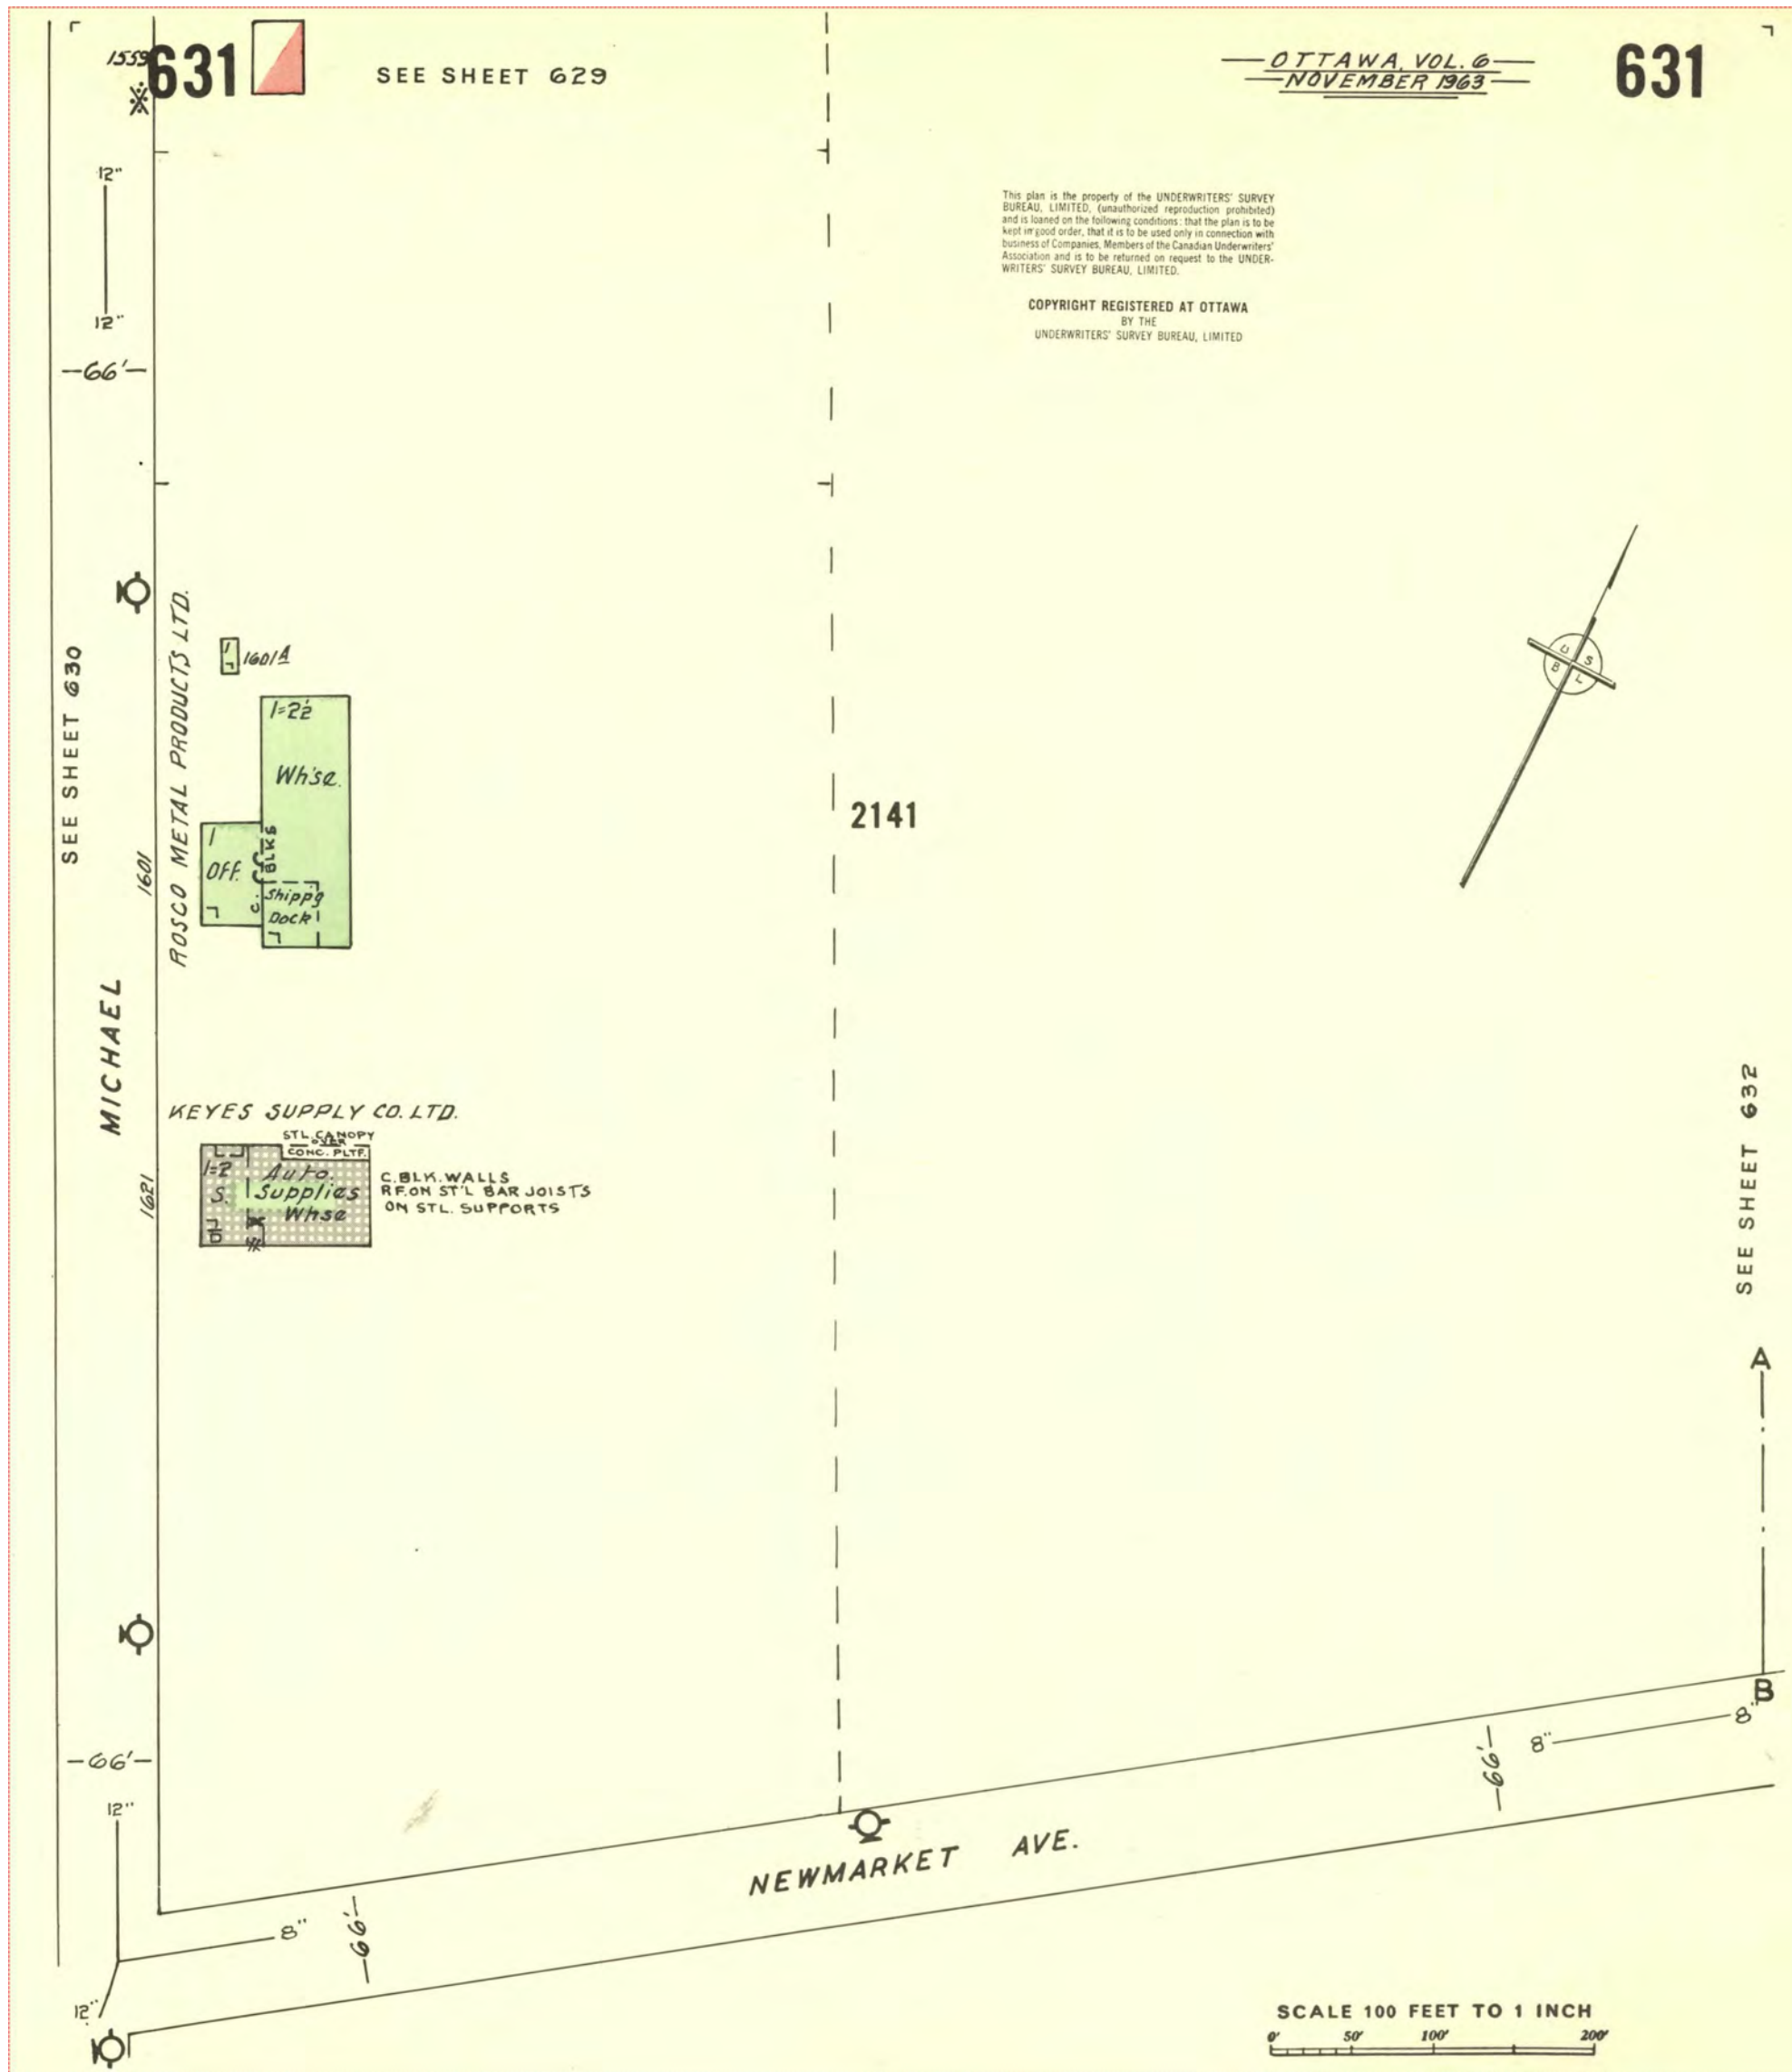 1559
631
SEE SHEET 629
OTTAWA, VOL. 6
NOVEMBER 1963
631
This plan is the property of the UNDERWRITERS' SURVEY
BUREAU, LIMITED, (unauthorized reproduction prohibited)
and is loaned on the following conditions: that the plan is to be
kept in good order, that it is to be used only in connection with
business of Companies, Members of the Canadian Underwriters'
Association and is to be returned on request to the UNDER-
WRITERS' SURVEY BUREAU, LIMITED.
COPYRIGHT REGISTERED AT OTTAWA
BY THE
UNDERWRITERS' SURVEY BUREAU, LIMITED
12"
12"
66'
SEE SHEET 630
ROSCO METAL PRODUCTS LTD.
1
1601A
1=2½
Wh'se.
1
OFF.
C. BLKS
Shipp'g
Dock 1
1601
MICHAEL
2141
U S
B L
KEYES SUPPLY CO. LTD.
STL. CANOPY
OVER
CONC. PLTF.
1=2
S.
Auto.
Supplies
Whse
C. BLK. WALLS
RF. ON ST'L BAR JOISTS
ON STL. SUPPORTS
1621
SEE SHEET 632
A
B
66'
12"
8"
66'
12"
NEWMARKET AVE.
66'
8"
8"
SCALE 100 FEET TO 1 INCH
0' 50' 100' 200'